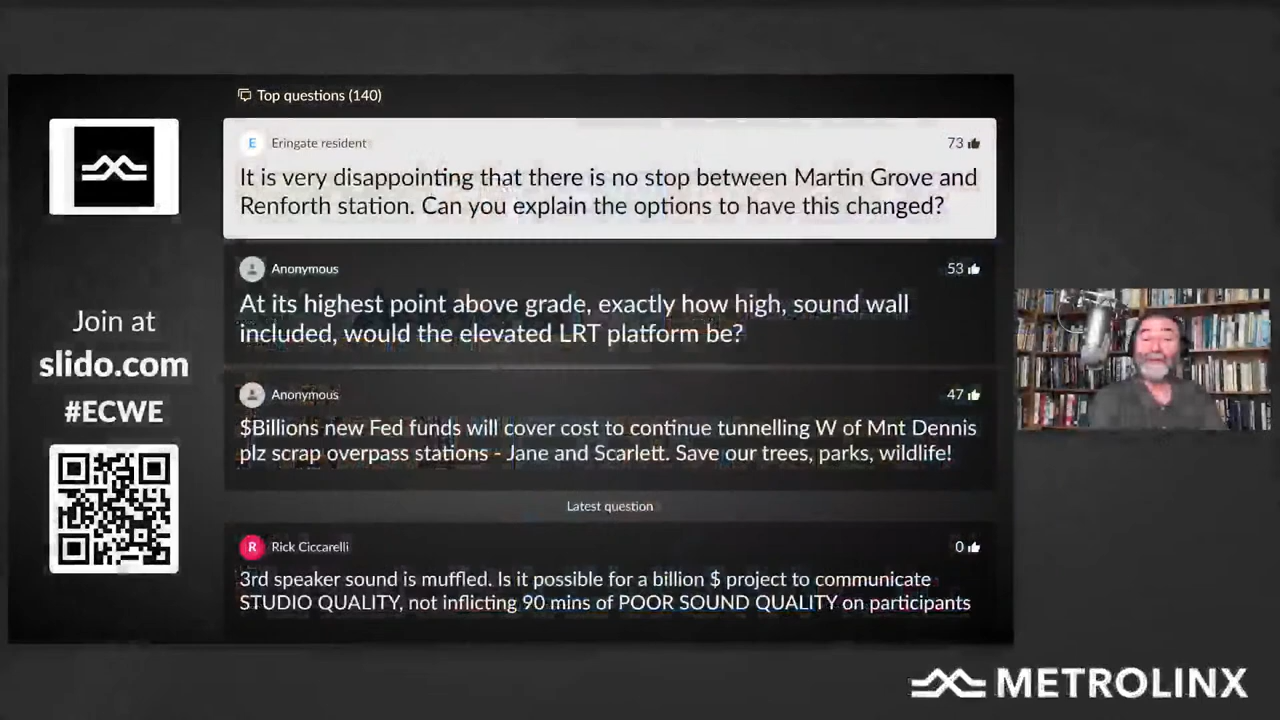 Top questions (140)
E Eringate resident 73
It is very disappointing that there is no stop between Martin Grove and
Renforth station. Can you explain the options to have this changed?
Anonymous 53
At its highest point above grade, exactly how high, sound wall
included, would the elevated LRT platform be?
Join at
slido.com
#ECWE
Anonymous 47
$Billions new Fed funds will cover cost to continue tunnelling W of Mnt Dennis
plz scrap overpass stations - Jane and Scarlett. Save our trees, parks, wildlife!
Latest question
R Rick Ciccarelli 0
3rd speaker sound is muffled. Is it possible for a billion $ project to communicate
STUDIO QUALITY, not inflicting 90 mins of POOR SOUND QUALITY on participants
METROLINX